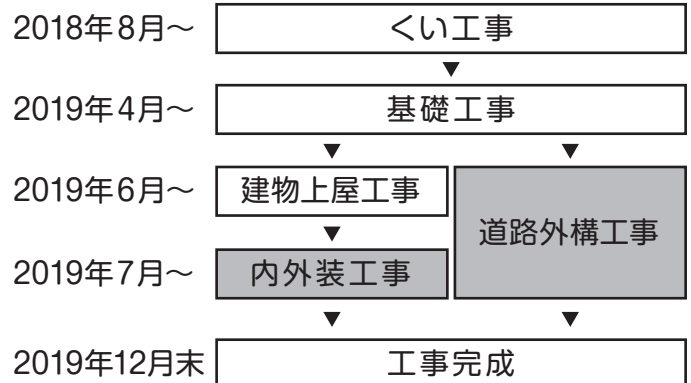 2018年8月～ くい工事
▼
2019年4月～ 基礎工事
▼ ▼
2019年6月～ 建物上屋工事
道路外構工事
▼
2019年7月～ 内外装工事
▼ ▼
2019年12月末 工事完成